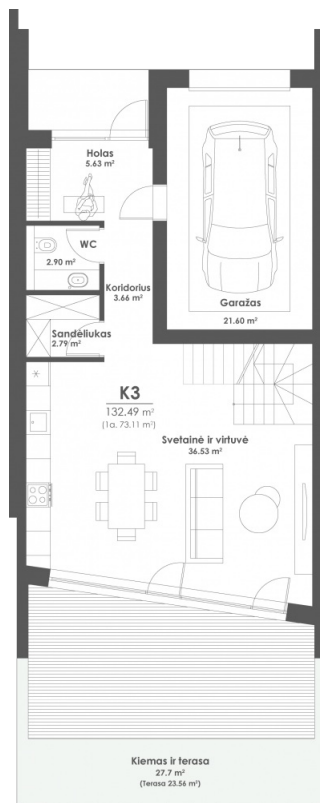 Holas
5.63 m²
WC
2.90 m²
Koridorius
3.66 m²
Garažas
21.60 m²
Sandėliukas
2.79 m²
K3
132.49 m²
(1a. 73.11 m²)
Svetainė ir virtuvė
36.53 m²
Kiemas ir terasa
27.7 m²
(Terasa 23.56 m²)